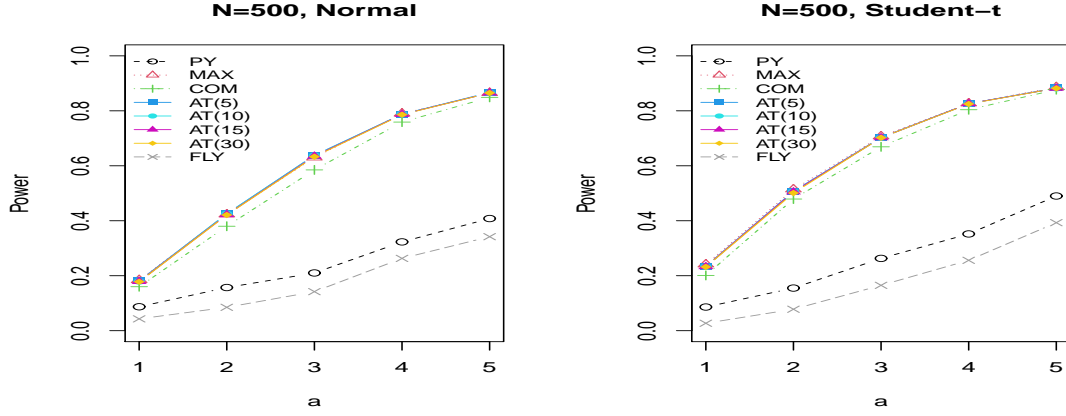 N=500, Normal
Power
1.0
0.8
0.6
0.4
0.2
0.0
PY
MAX
COM
AT(5)
AT(10)
AT(15)
AT(30)
FLY
1 2 3 4 5
a
N=500, Student−t
Power
1.0
0.8
0.6
0.4
0.2
0.0
PY
MAX
COM
AT(5)
AT(10)
AT(15)
AT(30)
FLY
1 2 3 4 5
a